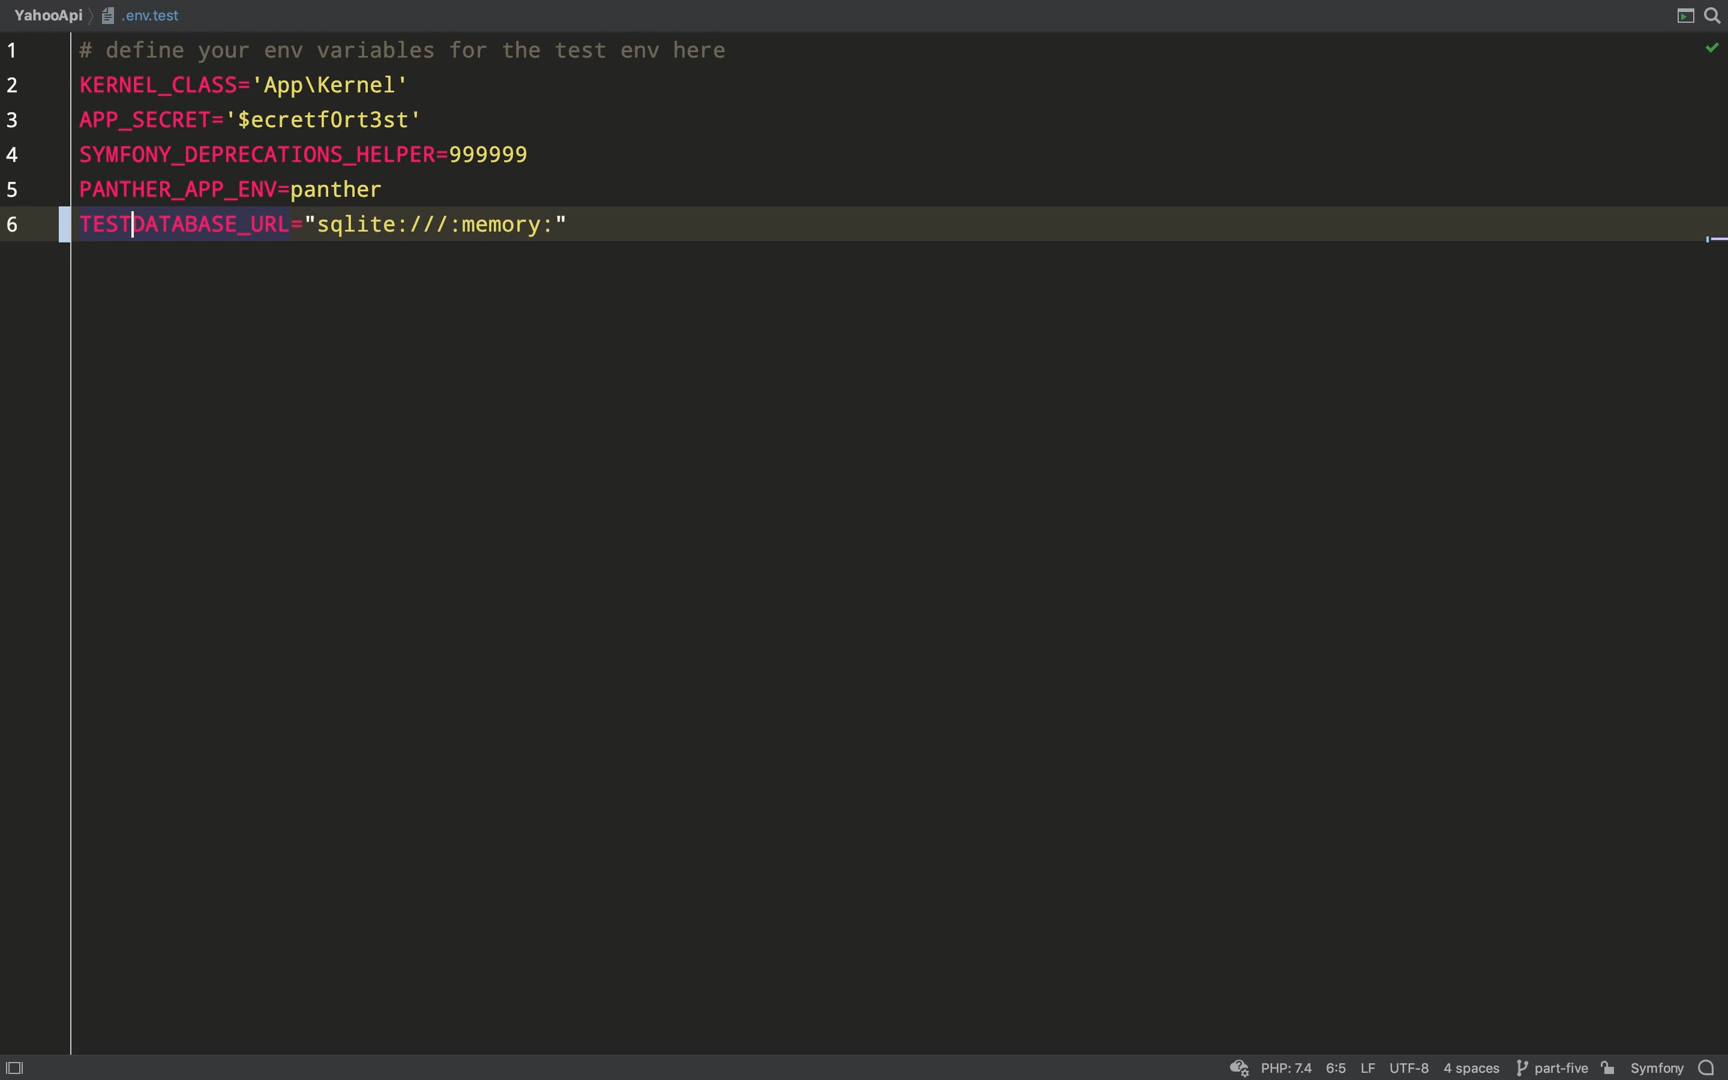 YahooApi .env.test
1 # define your env variables for the test env here
2 KERNEL_CLASS='App\Kernel'
3 APP_SECRET='$ecretf0rt3st'
4 SYMFONY_DEPRECATIONS_HELPER=999999
5 PANTHER_APP_ENV=panther
6 TESTDATABASE_URL="sqlite:///:memory:"
PHP: 7.4 6:5 LF UTF-8 4 spaces part-five Symfony